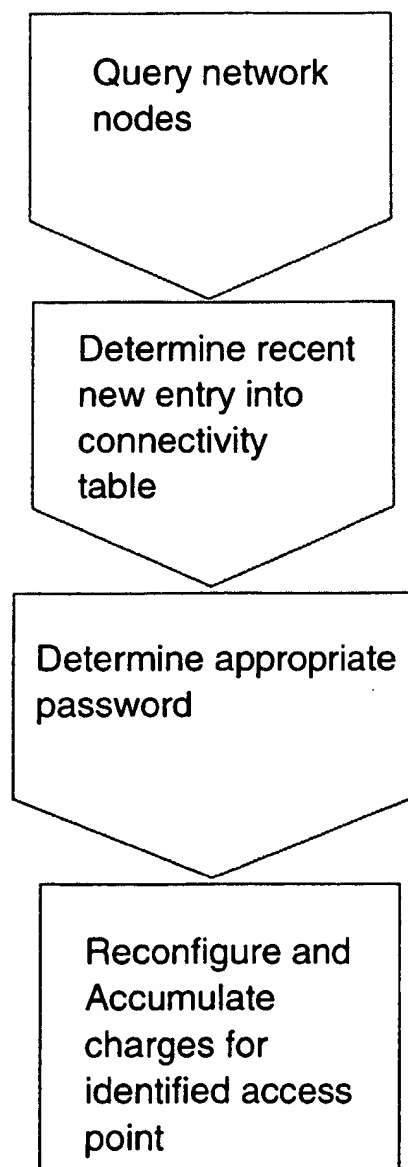 Query network
nodes
Determine recent
new entry into
connectivity
table
Determine appropriate
password
Reconfigure and
Accumulate
charges for
identified access
point